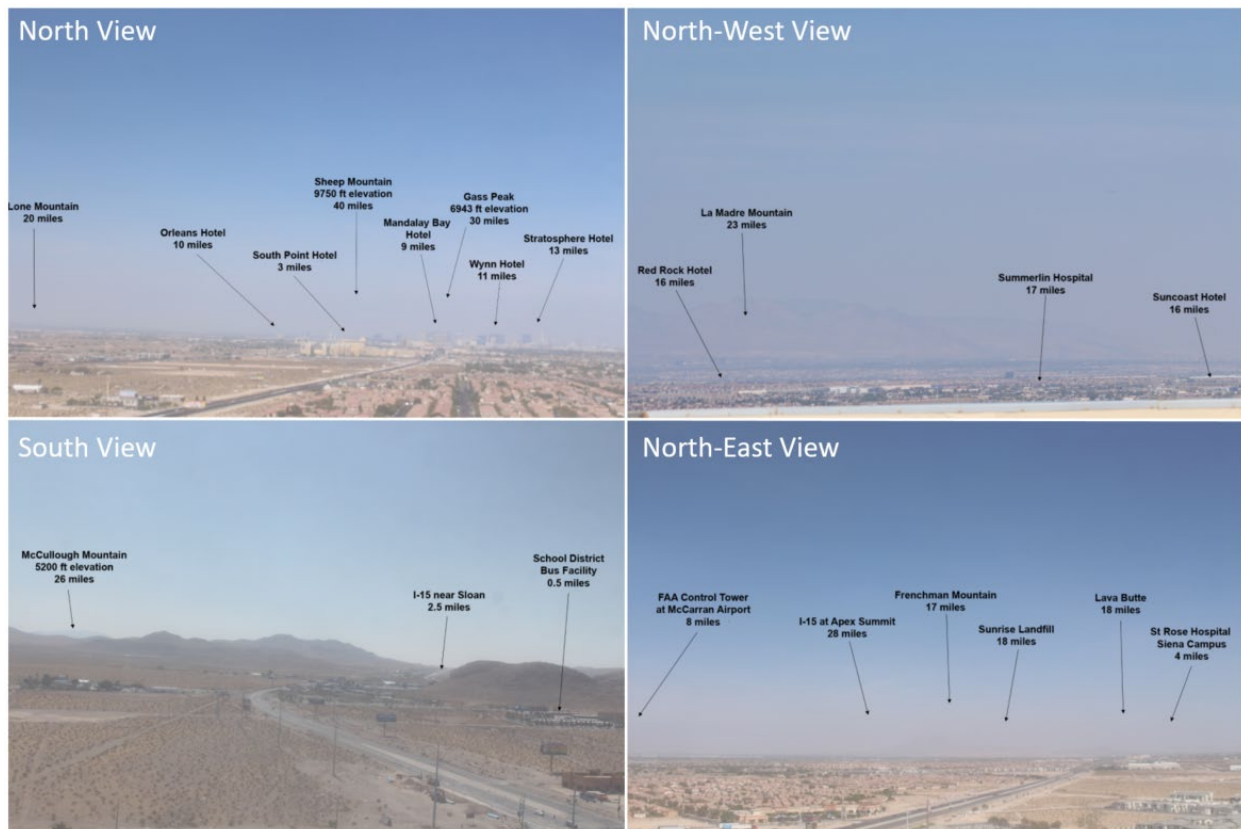 North View
Lone Mountain
20 miles
Orleans Hotel
10 miles
South Point Hotel
3 miles
Sheep Mountain
9750 ft elevation
40 miles
Mandalay Bay
Hotel
9 miles
Gass Peak
6943 ft elevation
30 miles
Wynn Hotel
11 miles
Stratosphere Hotel
13 miles
North-West View
Red Rock Hotel
16 miles
La Madre Mountain
23 miles
Summerlin Hospital
17 miles
Suncoast Hotel
16 miles
South View
McCullough Mountain
5200 ft elevation
26 miles
I-15 near Sloan
2.5 miles
School District
Bus Facility
0.5 miles
North-East View
FAA Control Tower
at McCarran Airport
8 miles
I-15 at Apex Summit
28 miles
Frenchman Mountain
17 miles
Sunrise Landfill
18 miles
Lava Butte
18 miles
St Rose Hospital
Siena Campus
4 miles